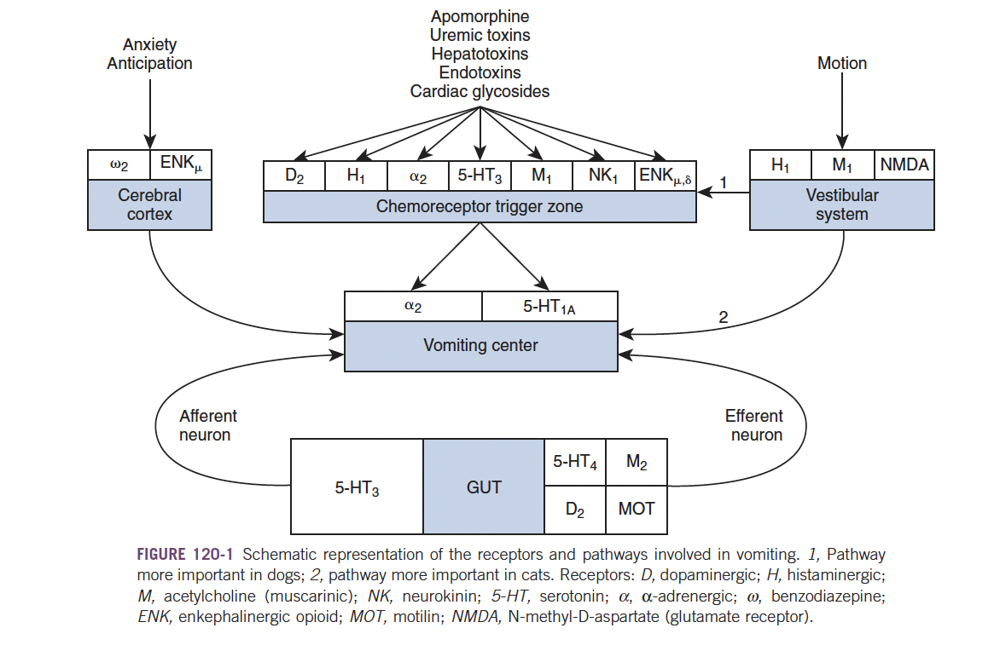 Apomorphine
Uremic toxins
Hepatotoxins
Endotoxins
Cardiac glycosides
Anxiety
Anticipation
Motion
ω2 ENKμ
Cerebral
cortex
D2 H1 α2 5-HT3 M1 NK1 ENKμ,δ
Chemoreceptor trigger zone
1
H1 M1 NMDA
Vestibular
system
α2 5-HT1A
Vomiting center
2
Afferent
neuron
Efferent
neuron
5-HT3
GUT
5-HT4 M2
D2 MOT
FIGURE 120-1 Schematic representation of the receptors and pathways involved in vomiting. 1, Pathway
more important in dogs; 2, pathway more important in cats. Receptors: D, dopaminergic; H, histaminergic;
M, acetylcholine (muscarinic); NK, neurokinin; 5-HT, serotonin; α, α-adrenergic; ω, benzodiazepine;
ENK, enkephalinergic opioid; MOT, motilin; NMDA, N-methyl-D-aspartate (glutamate receptor).